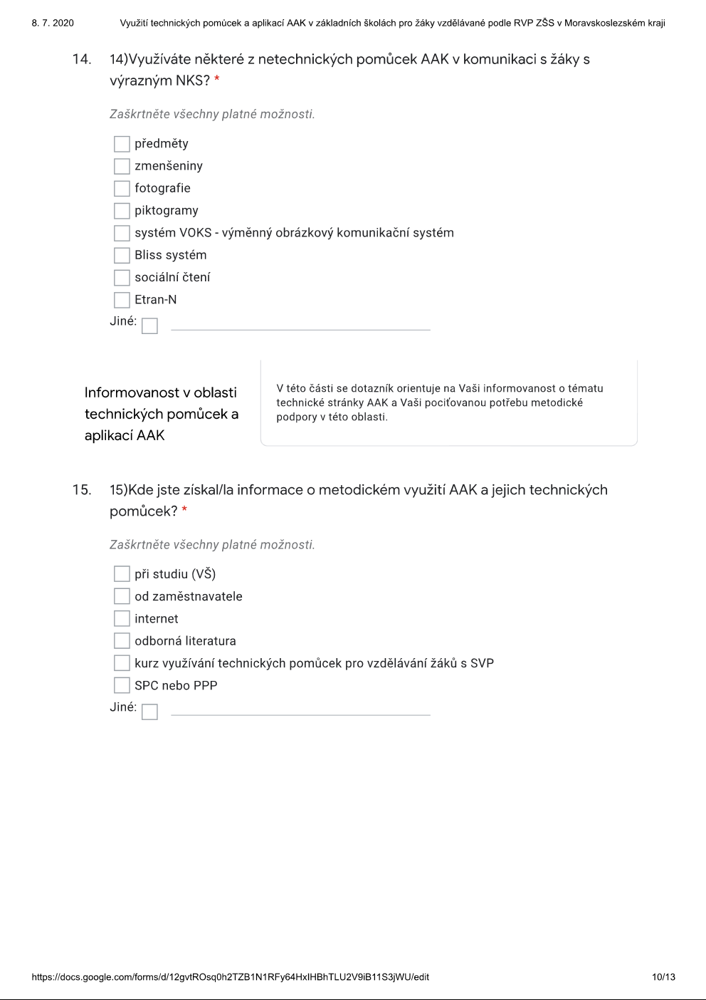 8. 7. 2020 Využití technických pomůcek a aplikací AAK v základních školách pro žáky vzdělávané podle RVP ZŠS v Moravskoslezském kraji
14. 14)Využíváte některé z netechnických pomůcek AAK v komunikaci s žáky s
výrazným NKS? *
Zaškrtněte všechny platné možnosti.
předměty
zmenšeniny
fotografie
piktogramy
systém VOKS - výměnný obrázkový komunikační systém
Bliss systém
sociální čtení
Etran-N
Jiné:
Informovanost v oblasti
technických pomůcek a
aplikací AAK
V této části se dotazník orientuje na Vaši informovanost o tématu
technické stránky AAK a Vaši pociťovanou potřebu metodické
podpory v této oblasti.
15. 15)Kde jste získal/la informace o metodickém využití AAK a jejich technických
pomůcek? *
Zaškrtněte všechny platné možnosti.
při studiu (VŠ)
od zaměstnavatele
internet
odborná literatura
kurz využívání technických pomůcek pro vzdělávání žáků s SVP
SPC nebo PPP
Jiné:
https://docs.google.com/forms/d/12gvtROsq0h2TZB1N1RFy64HxIHBhTLU2V9iB11S3jWU/edit 10/13